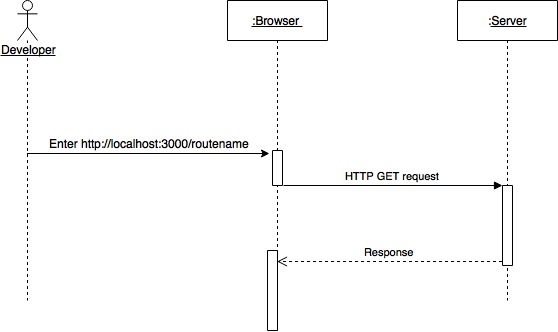 :Browser
:Server
Developer
Enter http://localhost:3000/routename
HTTP GET request
Response